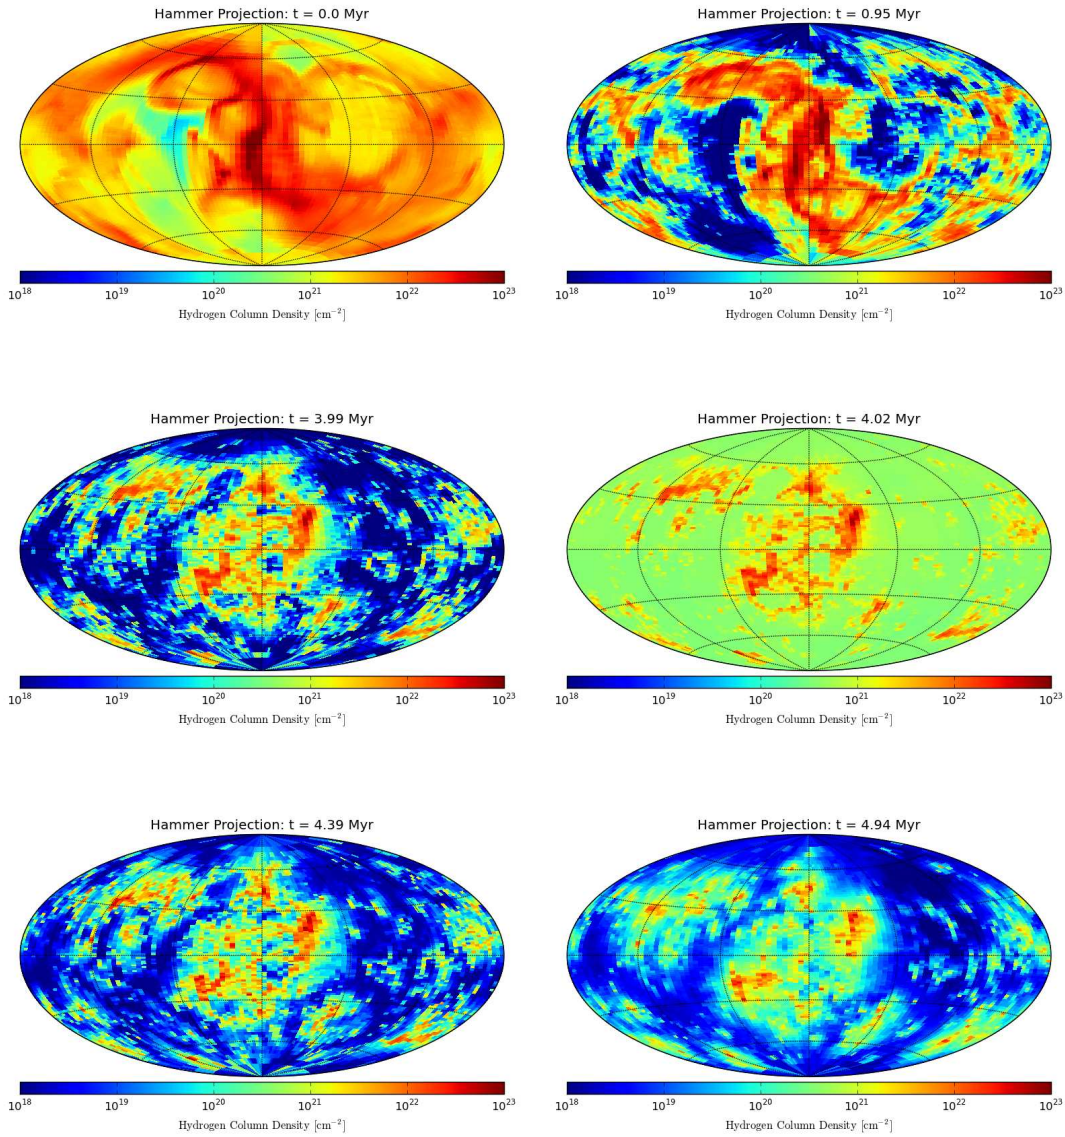 Hammer Projection: t = 0.0 Myr
10^18 10^19 10^20 10^21 10^22 10^23
Hydrogen Column Density [cm^−2]
Hammer Projection: t = 0.95 Myr
10^18 10^19 10^20 10^21 10^22 10^23
Hydrogen Column Density [cm^−2]
Hammer Projection: t = 3.99 Myr
10^18 10^19 10^20 10^21 10^22 10^23
Hydrogen Column Density [cm^−2]
Hammer Projection: t = 4.02 Myr
10^18 10^19 10^20 10^21 10^22 10^23
Hydrogen Column Density [cm^−2]
Hammer Projection: t = 4.39 Myr
10^18 10^19 10^20 10^21 10^22 10^23
Hydrogen Column Density [cm^−2]
Hammer Projection: t = 4.94 Myr
10^18 10^19 10^20 10^21 10^22 10^23
Hydrogen Column Density [cm^−2]